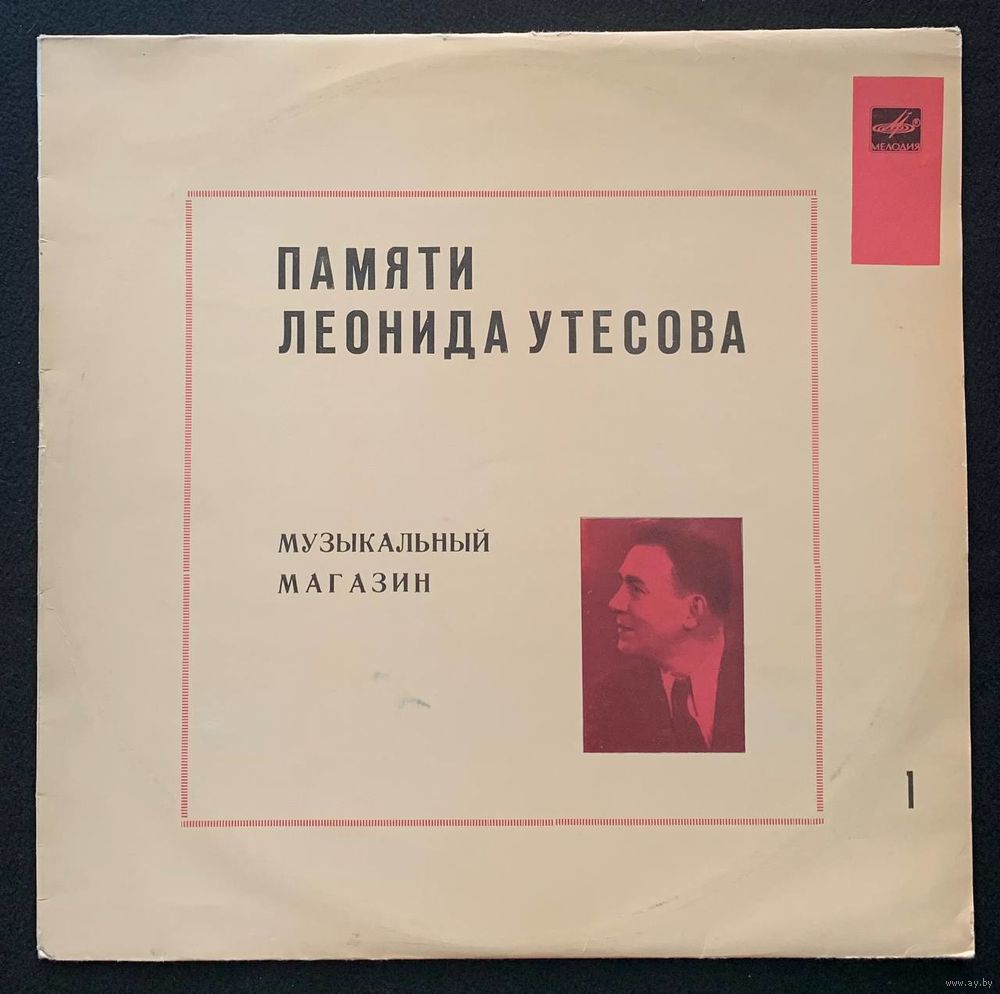 МЕЛОДИЯ
ПАМЯТИ
ЛЕОНИДА УТЕСОВА
МУЗЫКАЛЬНЫЙ
МАГАЗИН
1
www.ay.by